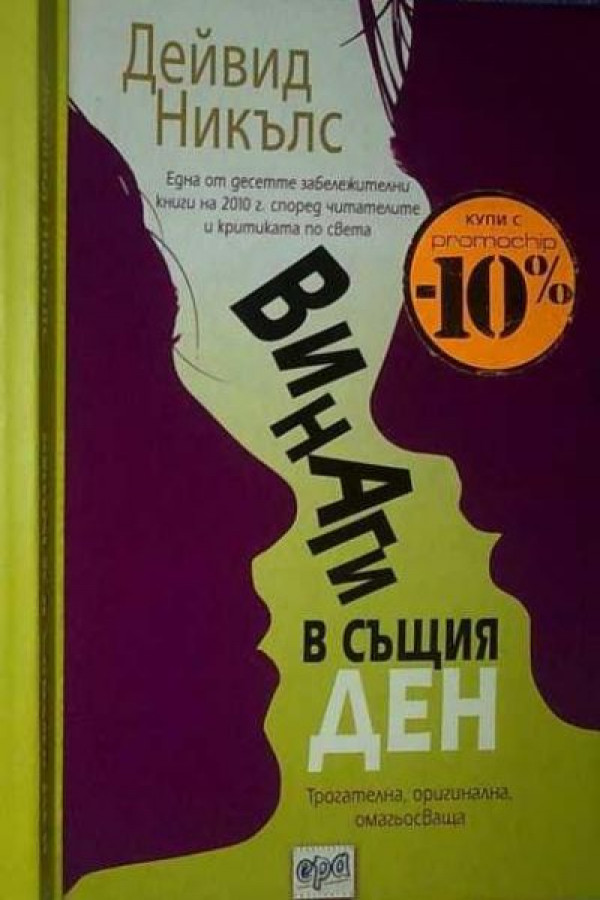 Дейвид
Никълс
Една от десетте забележителни
книги на 2010 г. според читателите
и критиката по света
КУПИ С
promochip
-10%
ВИНАГИ
В СЪЩИЯ
ДЕН
Трогателна, оригинална,
омагьосваща
ера